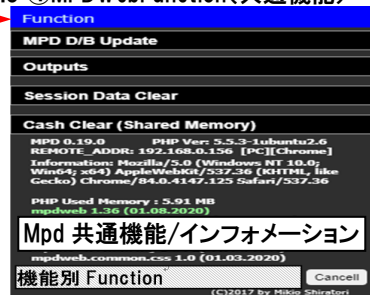 Function
MPD D/B Update
Outputs
Session Data Clear
Cash Clear (Shared Memory)
MPD 0.19.0 PHP Ver: 5.5.3-1ubuntu2.6
REMOTE_ADDR: 192.168.0.156 [PC][Chrome]
Information: Mozilla/5.0 (Windows NT 10.0;
Win64; x64) AppleWebKit/537.36 (KHTML, like
Gecko) Chrome/84.0.4147.125 Safari/537.36
PHP Used Memory : 5.91 MB
mpdweb 1.36 (01.08.2020)
Mpd 共通機能/インフォメーション
mpdweb.common.css 1.0 (01.03.2020)
機能別 Function
Cancell
(C)2017 by Mikio Shiratori